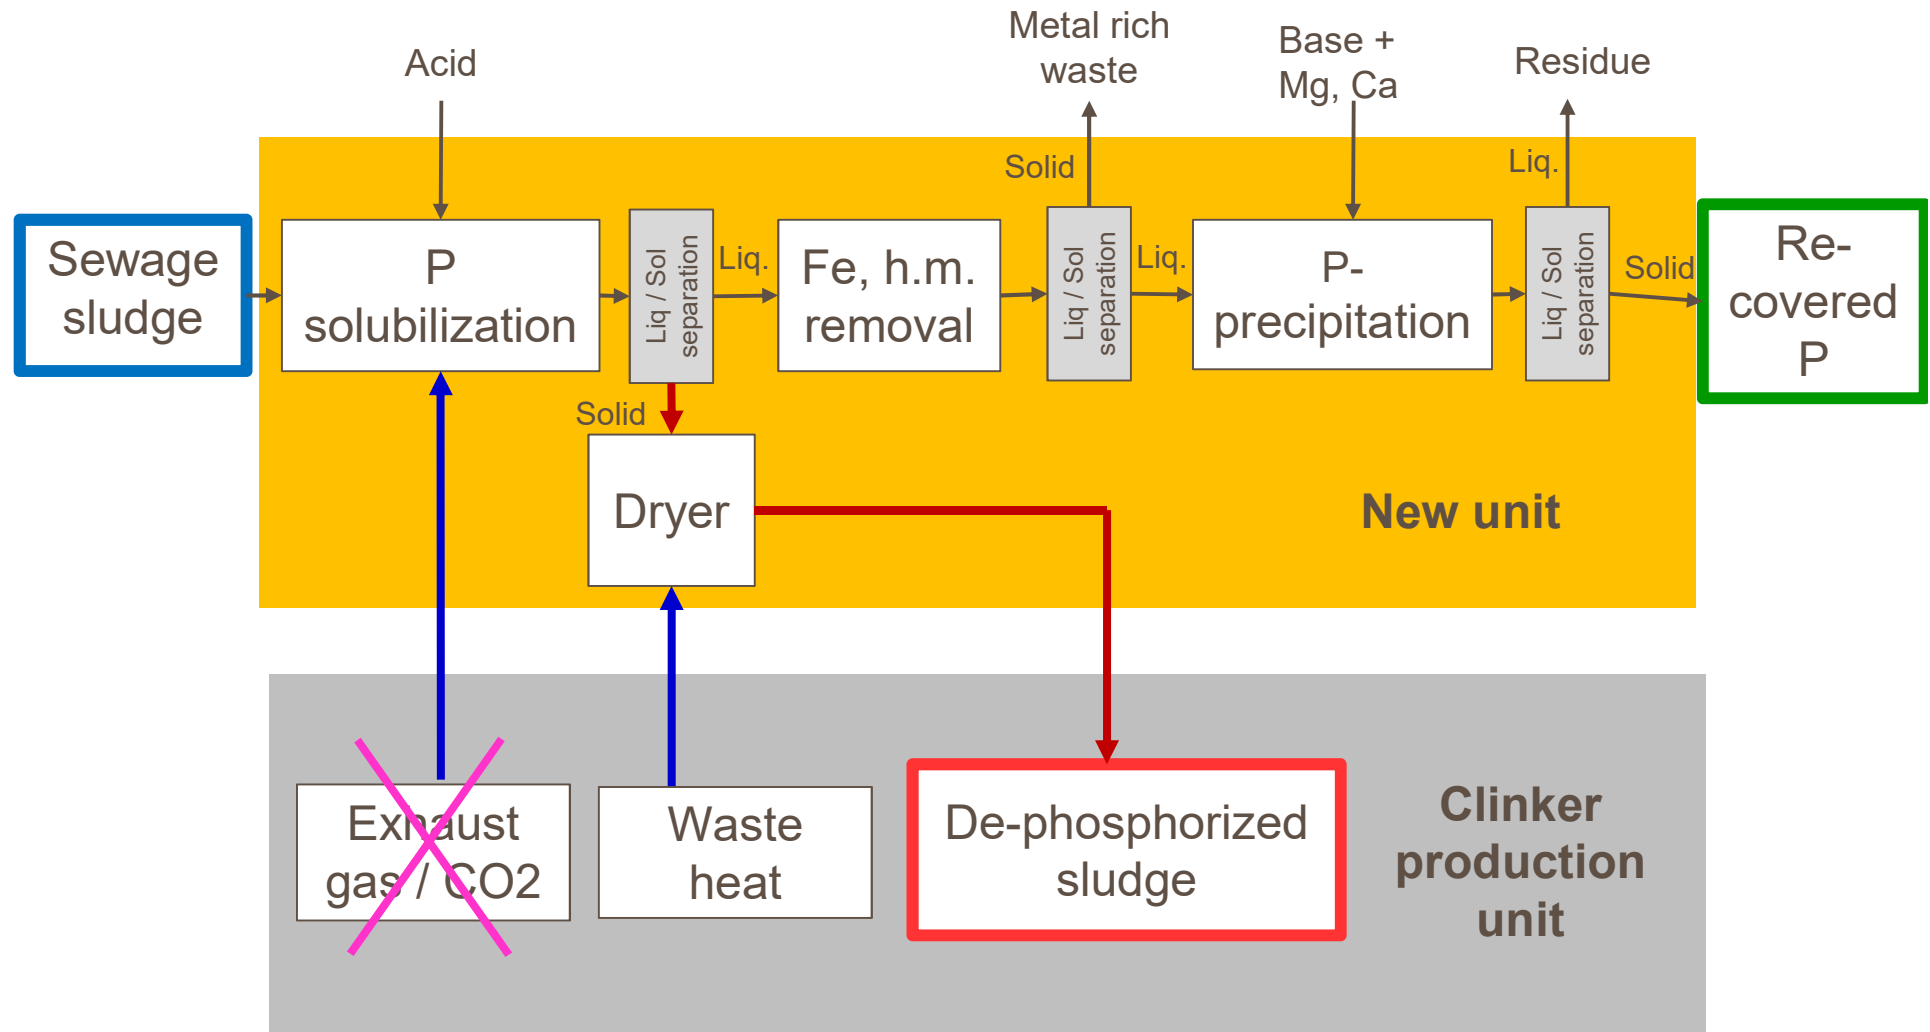 Acid
Metal rich
waste
Base +
Mg, Ca
Residue
Solid
Liq.
Sewage
sludge
P
solubilization
Liq / Sol
separation
Liq.
Fe, h.m.
removal
Liq / Sol
separation
Liq.
P-
precipitation
Liq / Sol
separation
Solid
Re-
covered
P
Solid
Dryer
New unit
Exhaust
gas / CO2
Waste
heat
De-phosphorized
sludge
Clinker
production
unit